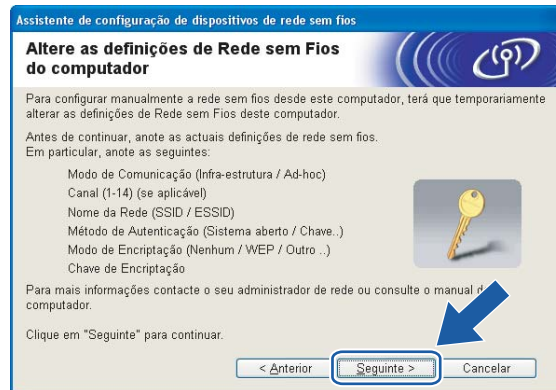 Assistente de configuração de dispositivos de rede sem fios
Altere as definições de Rede sem Fios
do computador
Para configurar manualmente a rede sem fios desde este computador, terá que temporariamente
alterar as definições de Rede sem Fios deste computador.
Antes de continuar, anote as actuais definições de rede sem fios.
Em particular, anote as seguintes:
Modo de Comunicação (Infra-estrutura / Ad-hoc)
Canal (1-14) (se aplicável)
Nome da Rede (SSID / ESSID)
Método de Autenticação (Sistema aberto / Chave..)
Modo de Encriptação (Nenhum / WEP / Outro ..)
Chave de Encriptação
Para mais informações contacte o seu administrador de rede ou consulte o manual
computador.
Clique em "Seguinte" para continuar.
< Anterior Seguinte > Cancelar